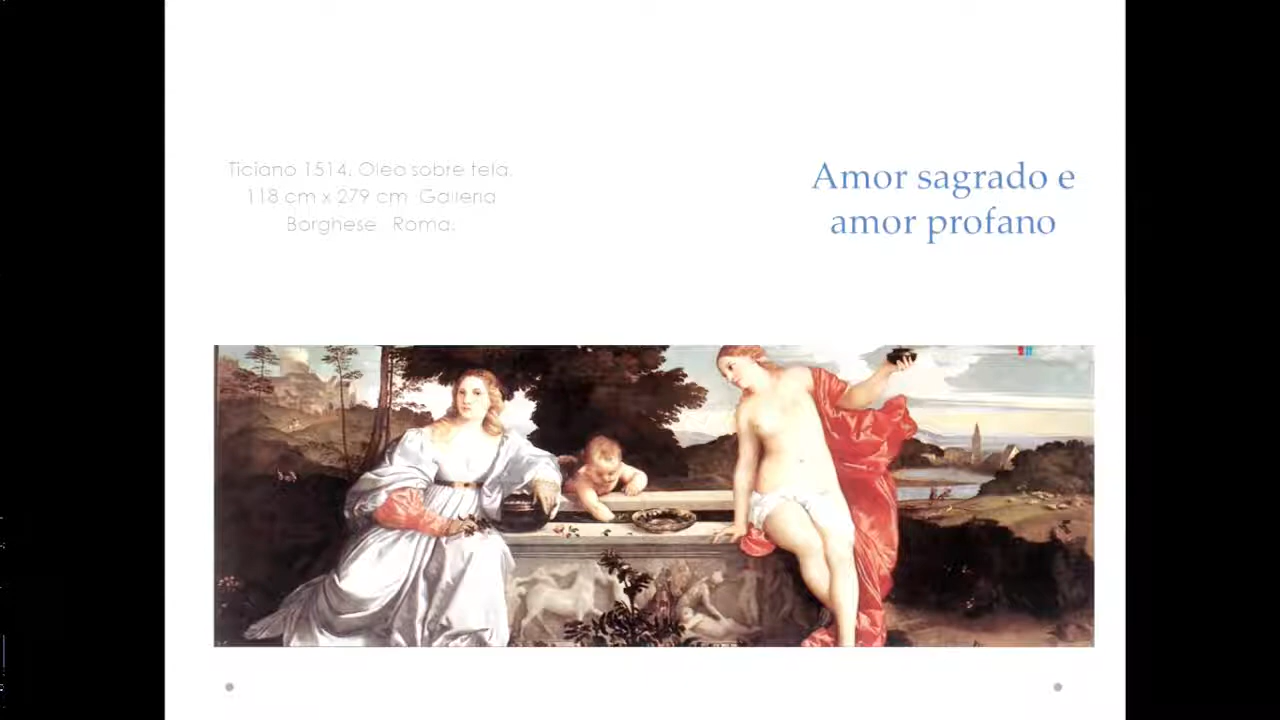 Ticiano 1514. Oleo sobre tela.
118 cm x 279 cm Galleria
Borghese Roma.
Amor sagrado e
amor profano